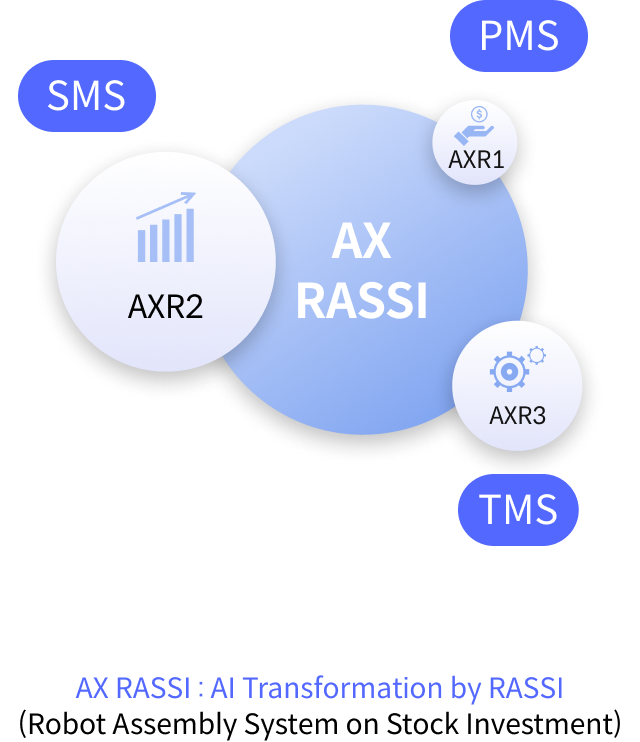 PMS
SMS
AXR1
AX
RASSI
AXR2
AXR3
TMS
AX RASSI : AI Transformation by RASSI
(Robot Assembly System on Stock Investment)